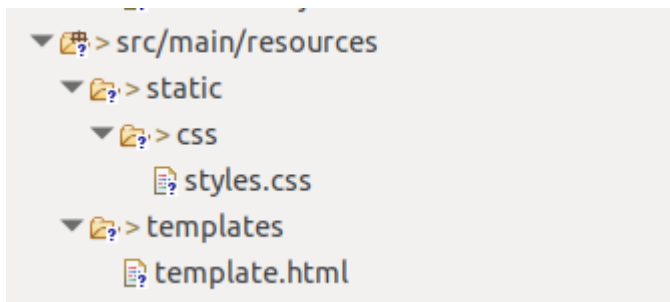 > src/main/resources
> static
> css
styles.css
> templates
template.html